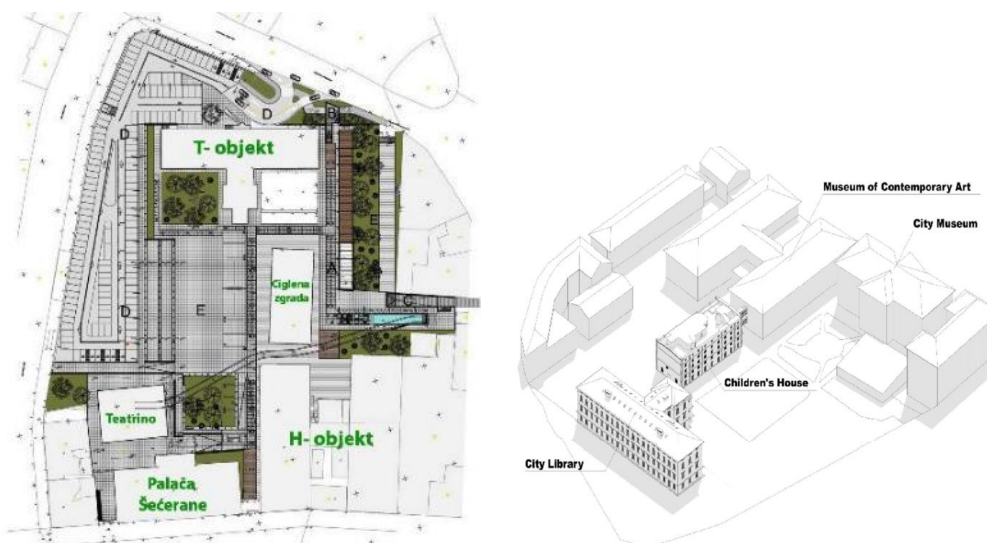 T- objekt
Ciglena
zgrada
Teatrino
H- objekt
Palača
Šećerane
D
B
D
E
A
E
C
D
Museum of Contemporary Art
City Museum
Children's House
City Library